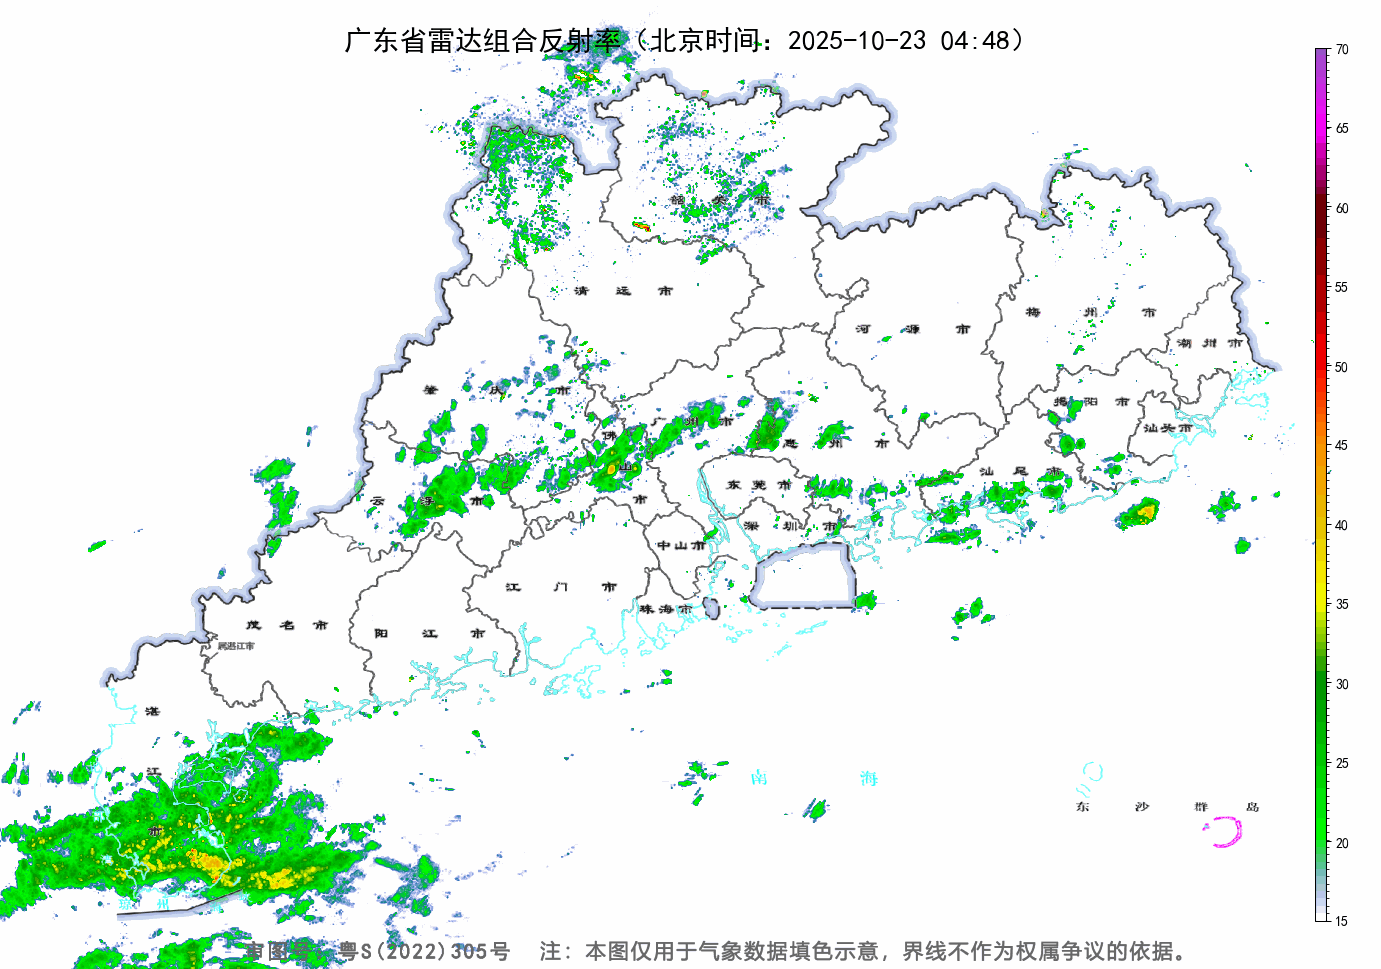 广东省雷达组合反射率（北京时间：2025-10-23 04:48）
70
65
60
55
50
45
40
35
30
25
20
15
韶关市
清远市
河源市
梅州市
潮州市
肇庆市
揭阳市
汕头市
广州市
佛山市
惠州市
汕尾市
云浮市
东莞市
深圳市
中山市
江门市
珠海市
茂名市
阳江市
属湛江市
湛江市
南海
东沙群岛
琼州
审图号：粤S(2022)305号 注：本图仅用于气象数据填色示意，界线不作为权属争议的依据。